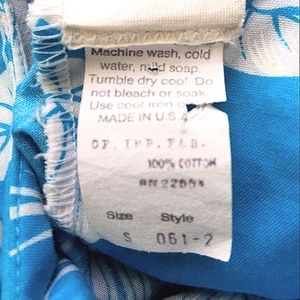 Machine wash, cold
water, mild soap.
Tumble dry cool. Do
not bleach or soak.
Use cool iron only
MADE IN U.S.A
OF. IMP. FAB.
100% COTTON
Size Style
S 061-2